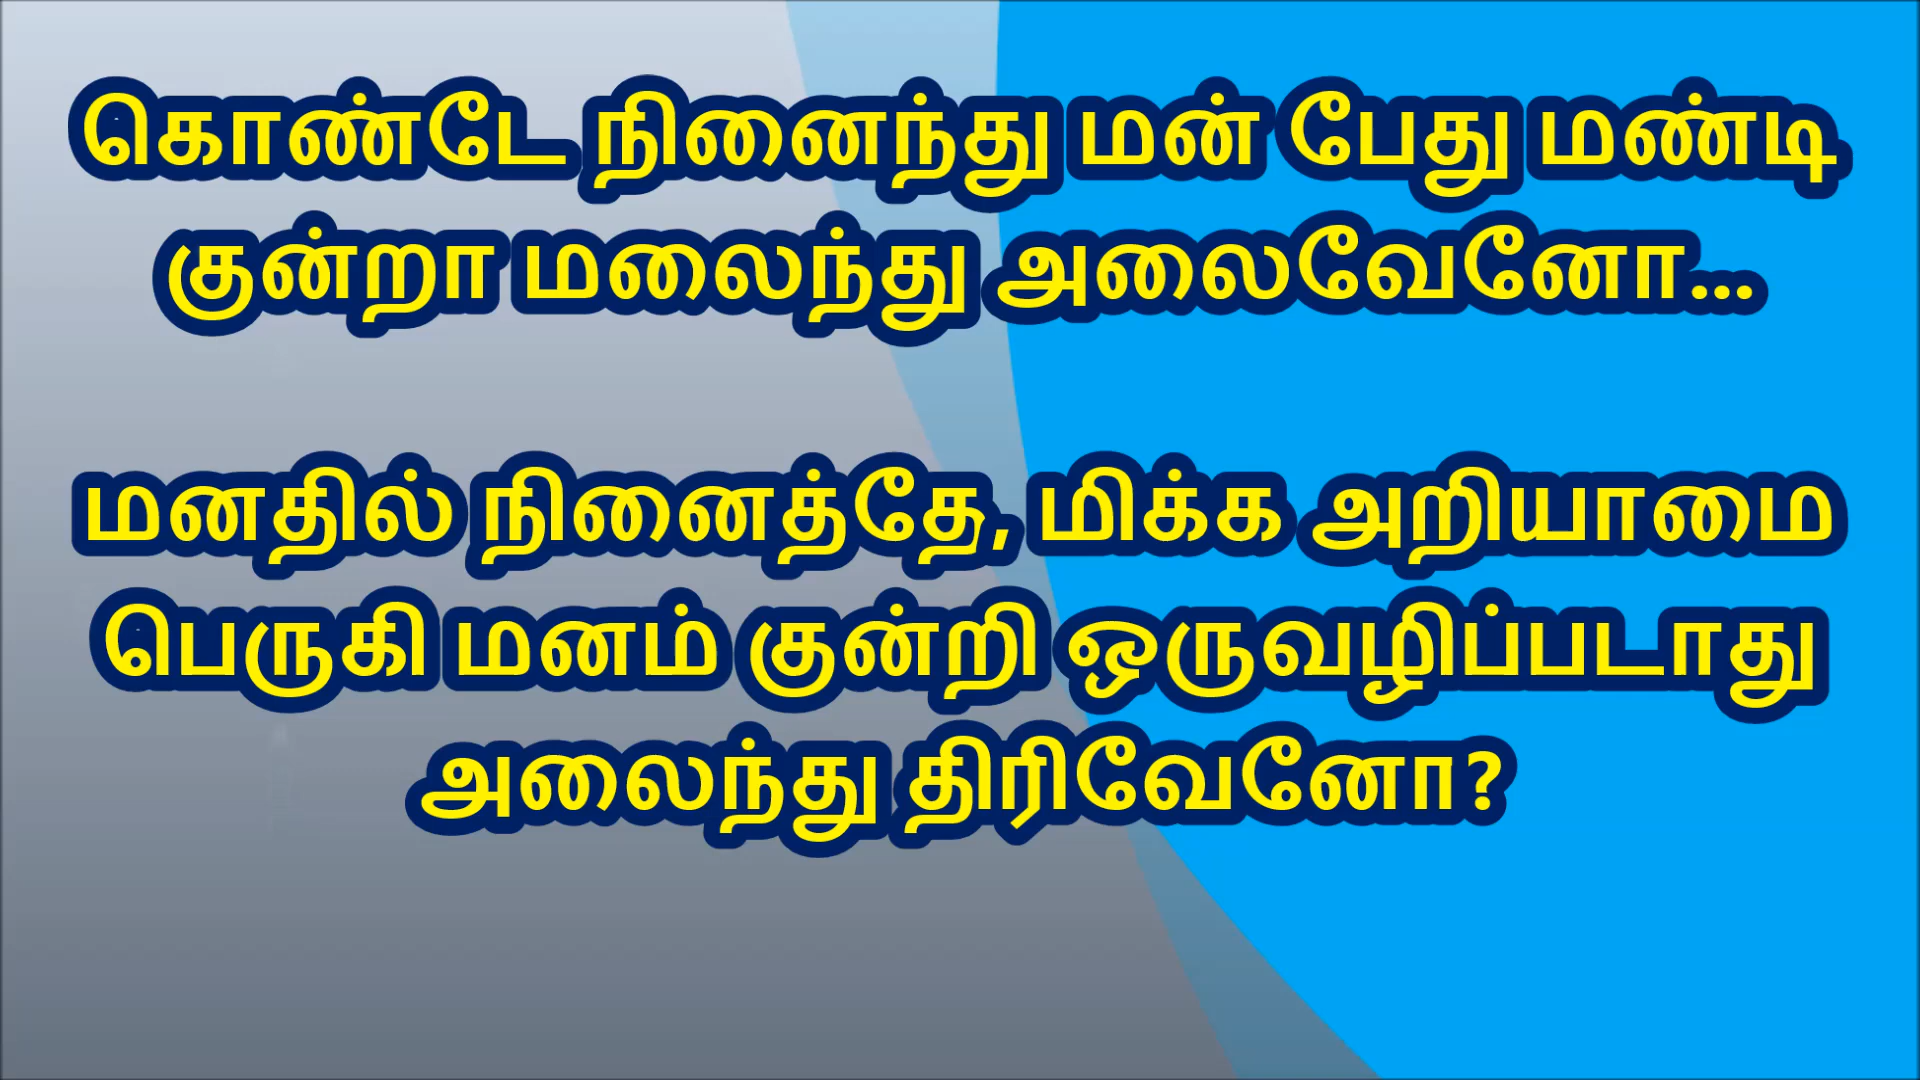 கொண்டே நினைந்து மன் பேது மண்டி
குன்றா மலைந்து அலைவேனோ...
மனதில் நினைத்தே, மிக்க அறியாமை
பெருகி மனம் குன்றி ஒருவழிப்படாது
அலைந்து திரிவேனோ?